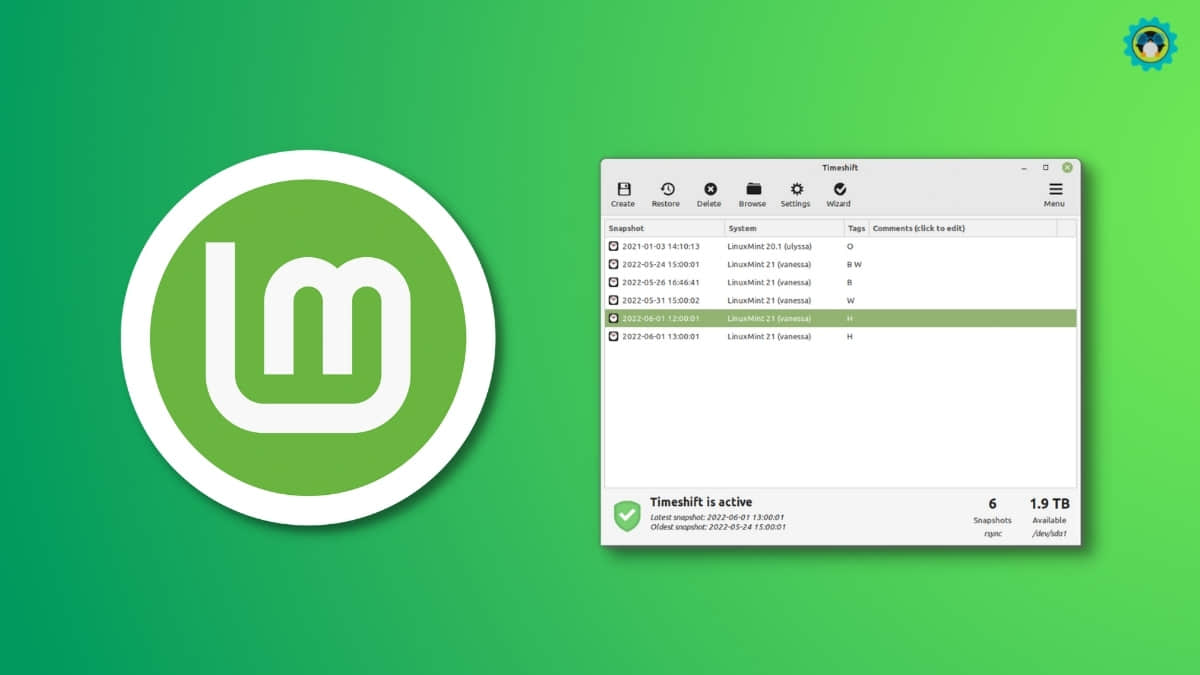 Lm
Timeshift
Create Restore Delete Browse Settings Wizard Menu
Snapshot System Tags Comments (click to edit)
2021-01-03 14:10:13 LinuxMint 20.1 (ulyssa) O
2022-05-24 15:00:01 LinuxMint 21 (vanessa) B W
2022-05-26 16:46:41 LinuxMint 21 (vanessa) B
2022-05-31 15:00:02 LinuxMint 21 (vanessa) W
2022-06-01 12:00:01 LinuxMint 21 (vanessa) H
2022-06-01 13:00:01 LinuxMint 21 (vanessa) H
Timeshift is active
Latest snapshot: 2022-06-01 13:00:01
Oldest snapshot: 2022-05-24 15:00:01
6
Snapshots
rsync
1.9 TB
Available
/dev/sda1